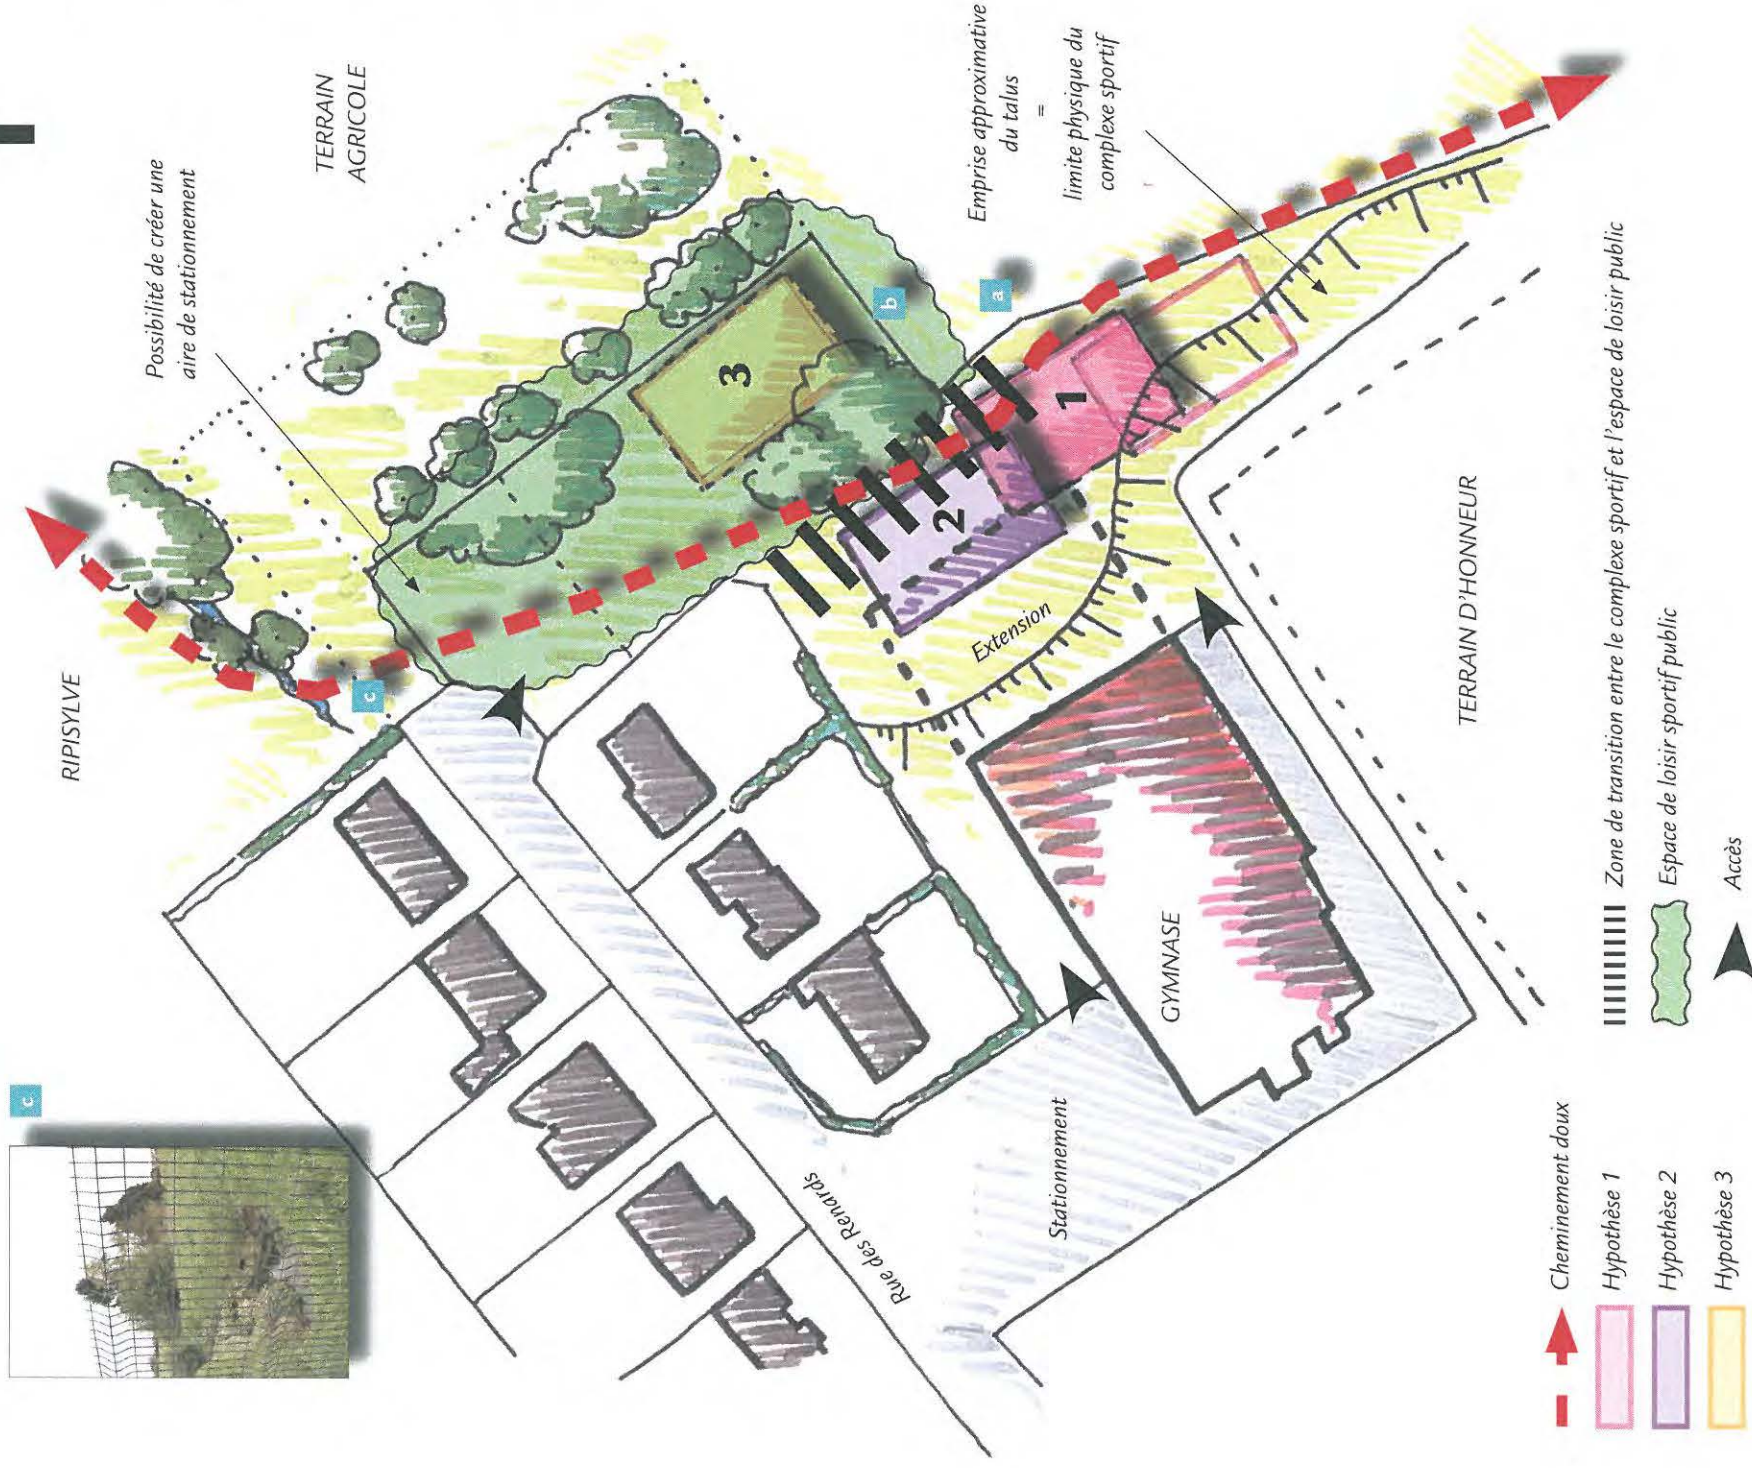 c
RIPISYLVE
Possibilité de créer une
aire de stationnement
TERRAIN
AGRICOLE
c
3
b
a
Emprise approximative
du talus
=
limite physique du
complexe sportif
1
2
Extension
Rue des Renards
Stationnement
GYMNASE
TERRAIN D'HONNEUR
Cheminement doux
Hypothèse 1
Hypothèse 2
Hypothèse 3
Zone de transition entre le complexe sportif et l'espace de loisir public
Espace de loisir sportif public
Accès